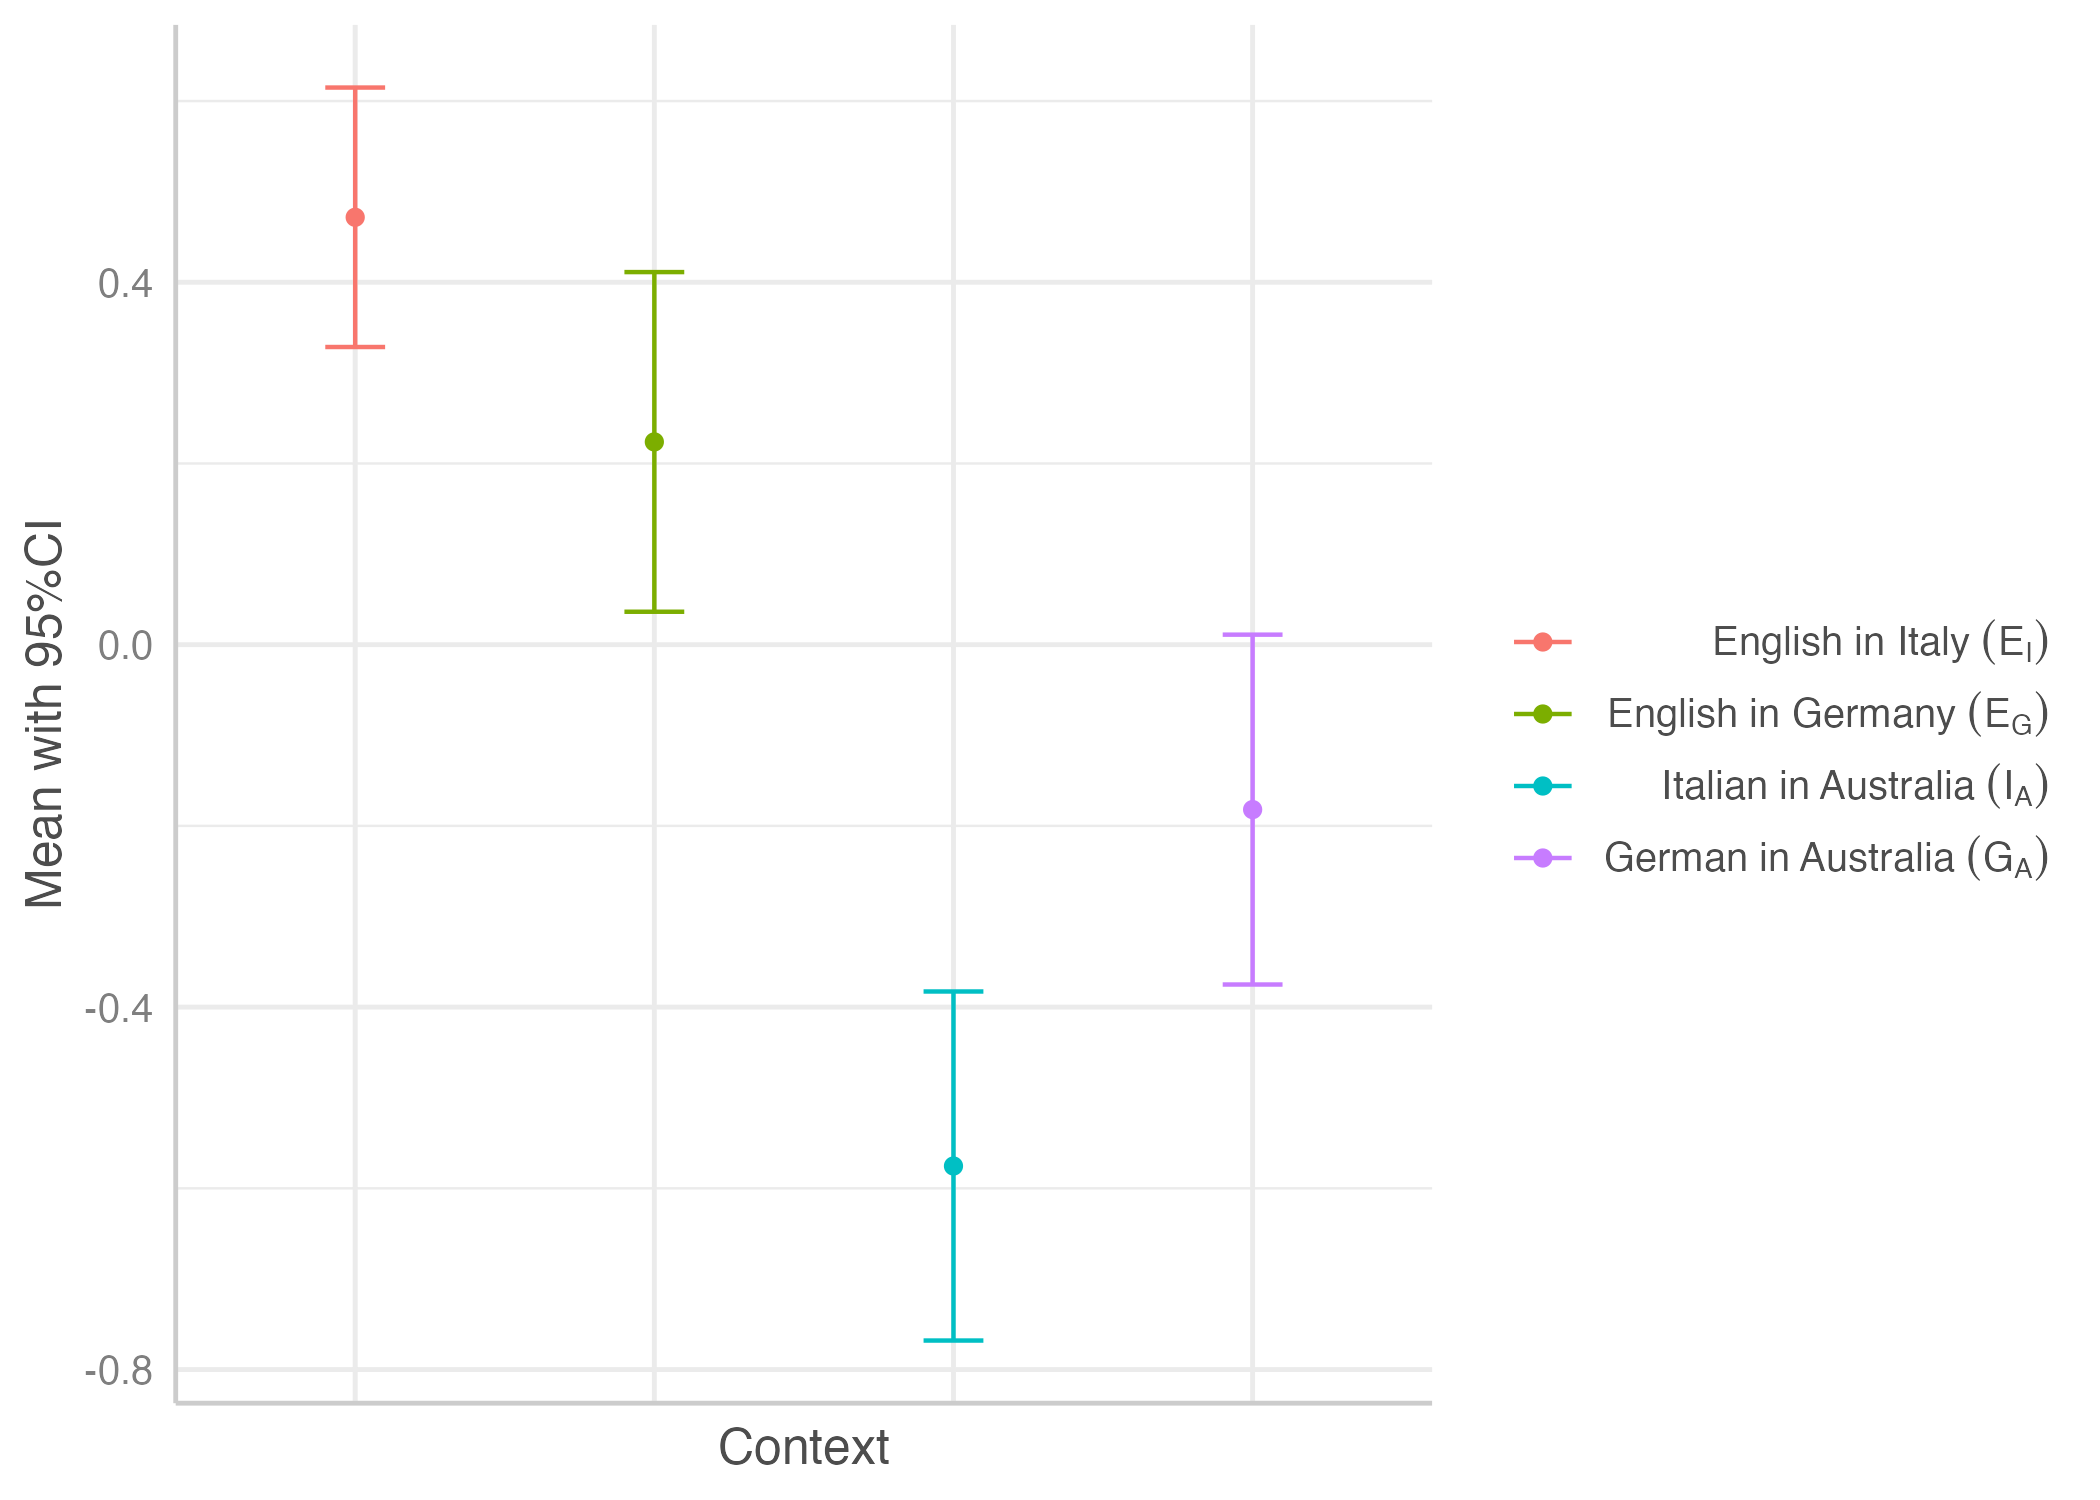 Mean with 95%CI
0.4
0.0
-0.4
-0.8
Context
English in Italy (E_I)
English in Germany (E_G)
Italian in Australia (I_A)
German in Australia (G_A)